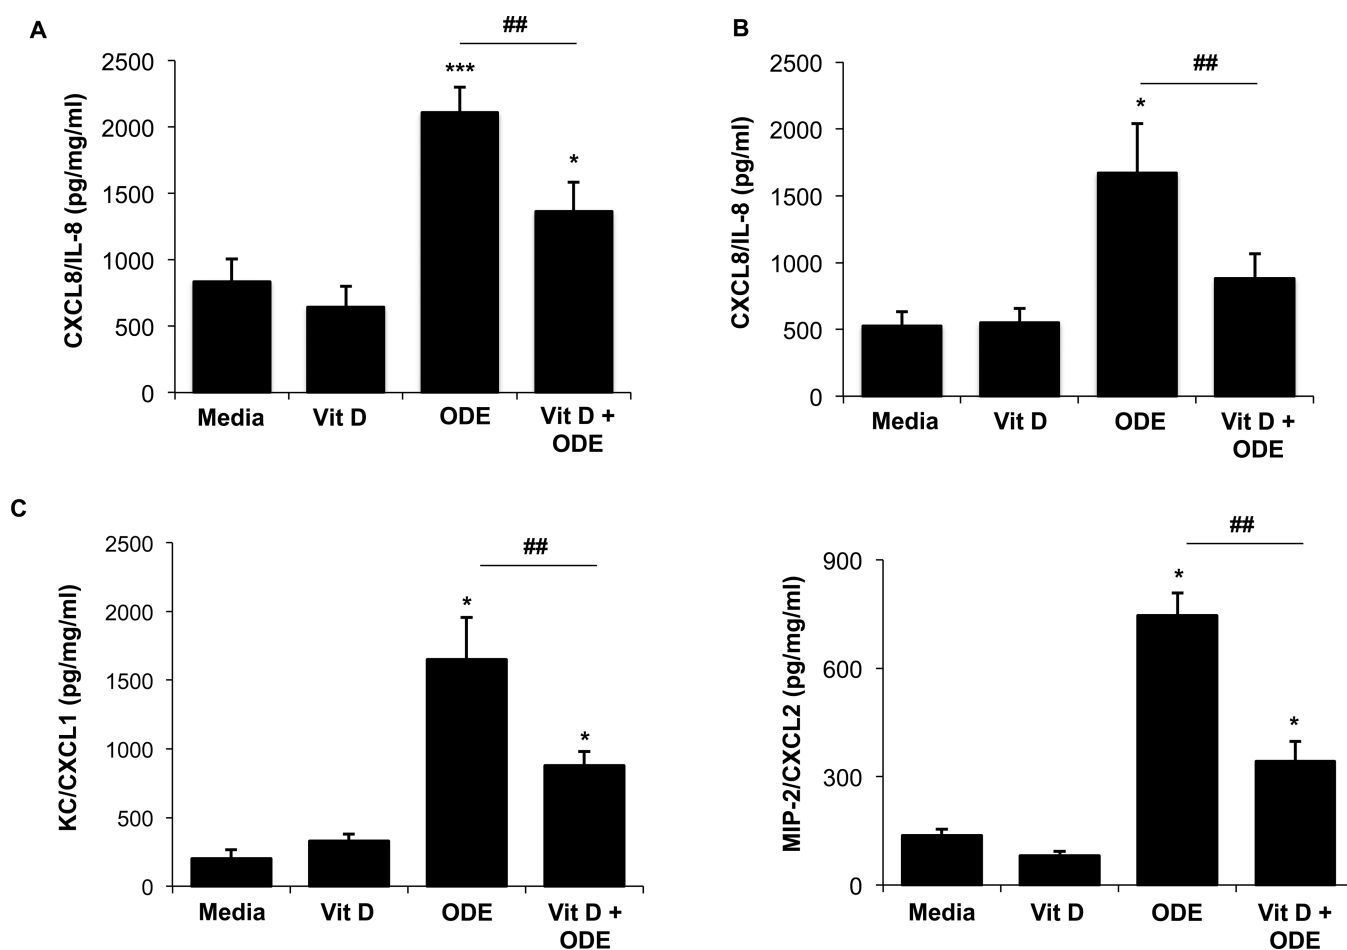 A
##
2500
***
2000
*
1500
1000
500
0
CXCL8/IL-8 (pg/mg/ml)
Media
Vit D
ODE
Vit D +
ODE
B
##
2500
*
2000
1500
1000
500
0
CXCL8/IL-8 (pg/ml)
Media
Vit D
ODE
Vit D +
ODE
C
##
2500
*
2000
1500
*
1000
500
0
KC/CXCL1 (pg/mg/ml)
Media
Vit D
ODE
Vit D +
ODE
##
900
*
600
*
300
0
MIP-2/CXCL2 (pg/mg/ml)
Media
Vit D
ODE
Vit D +
ODE